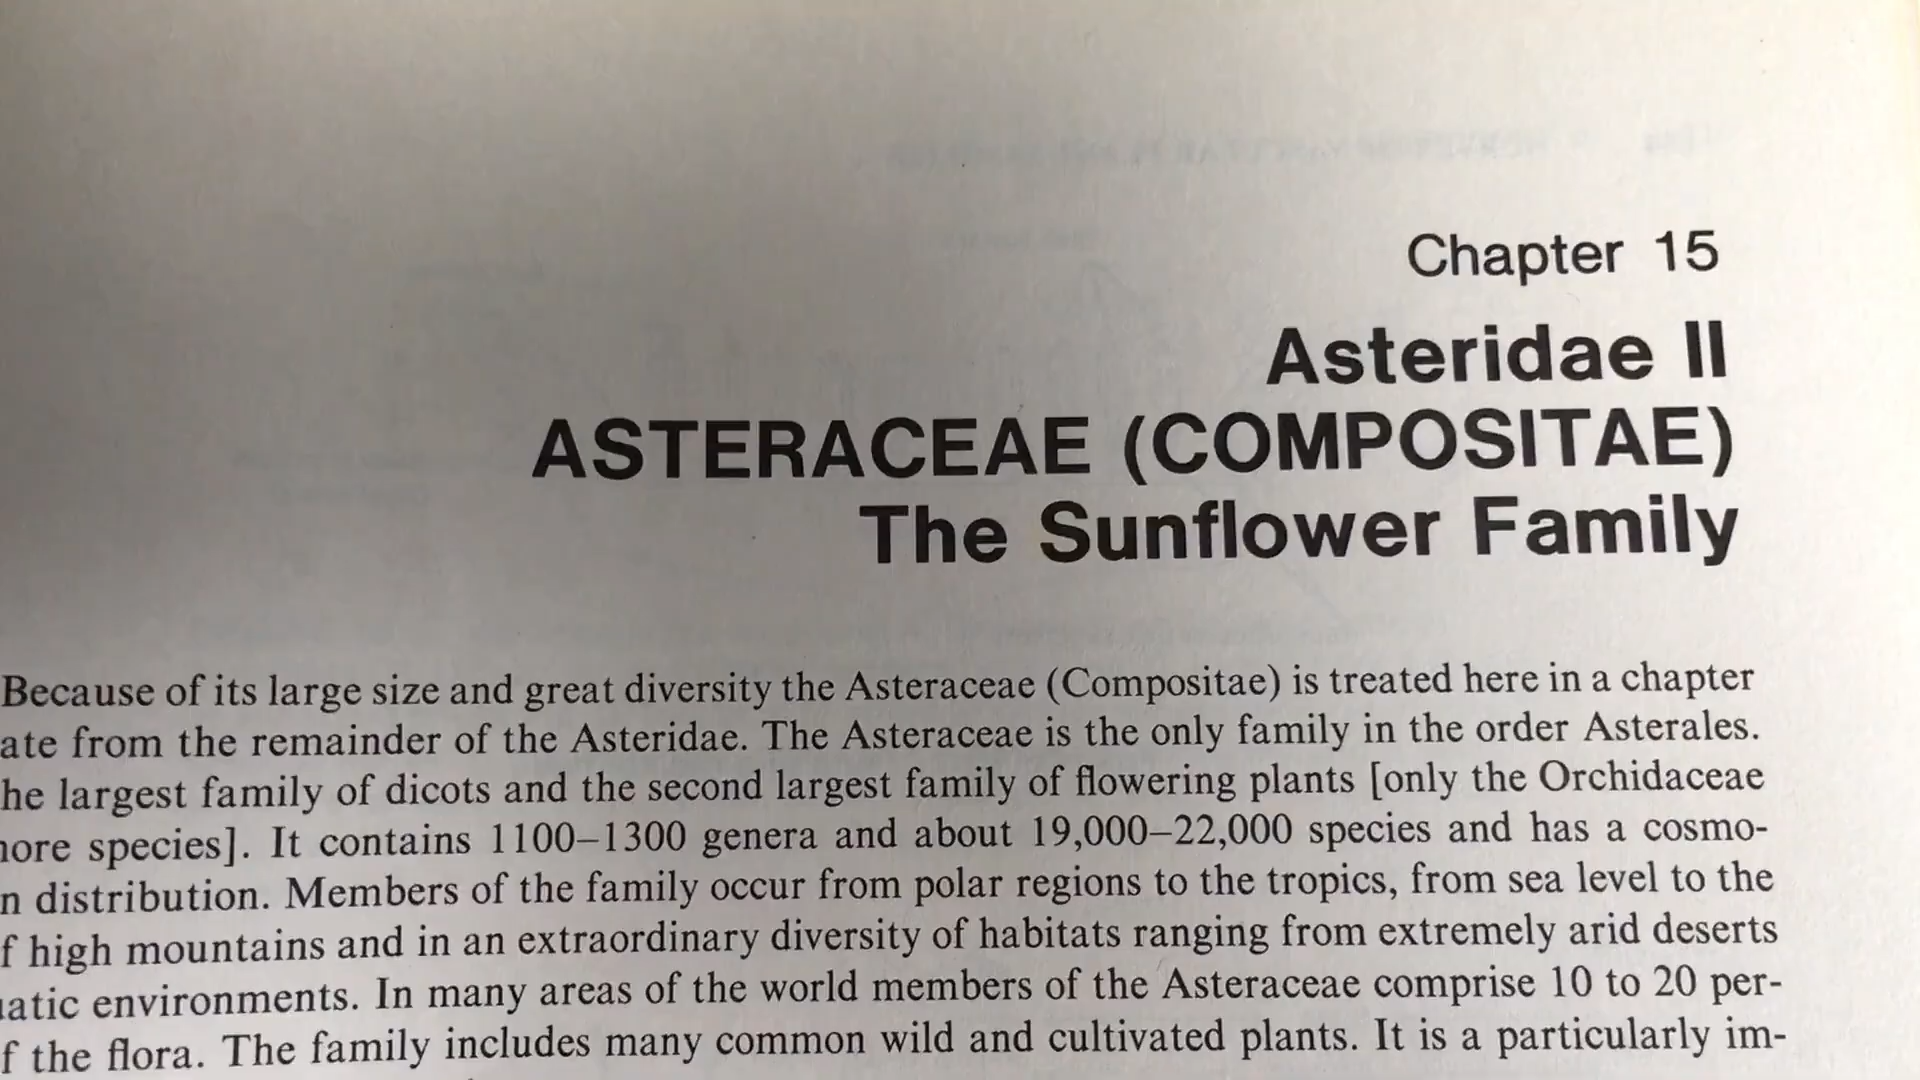 Chapter 15
Asteridae II
ASTERACEAE (COMPOSITAE)
The Sunflower Family
Because of its large size and great diversity the Asteraceae (Compositae) is treated here in a chapter
ate from the remainder of the Asteridae. The Asteraceae is the only family in the order Asterales.
he largest family of dicots and the second largest family of flowering plants [only the Orchidaceae
ore species]. It contains 1100–1300 genera and about 19,000–22,000 species and has a cosmo-
n distribution. Members of the family occur from polar regions to the tropics, from sea level to the
f high mountains and in an extraordinary diversity of habitats ranging from extremely arid deserts
atic environments. In many areas of the world members of the Asteraceae comprise 10 to 20 per-
f the flora. The family includes many common wild and cultivated plants. It is a particularly im-